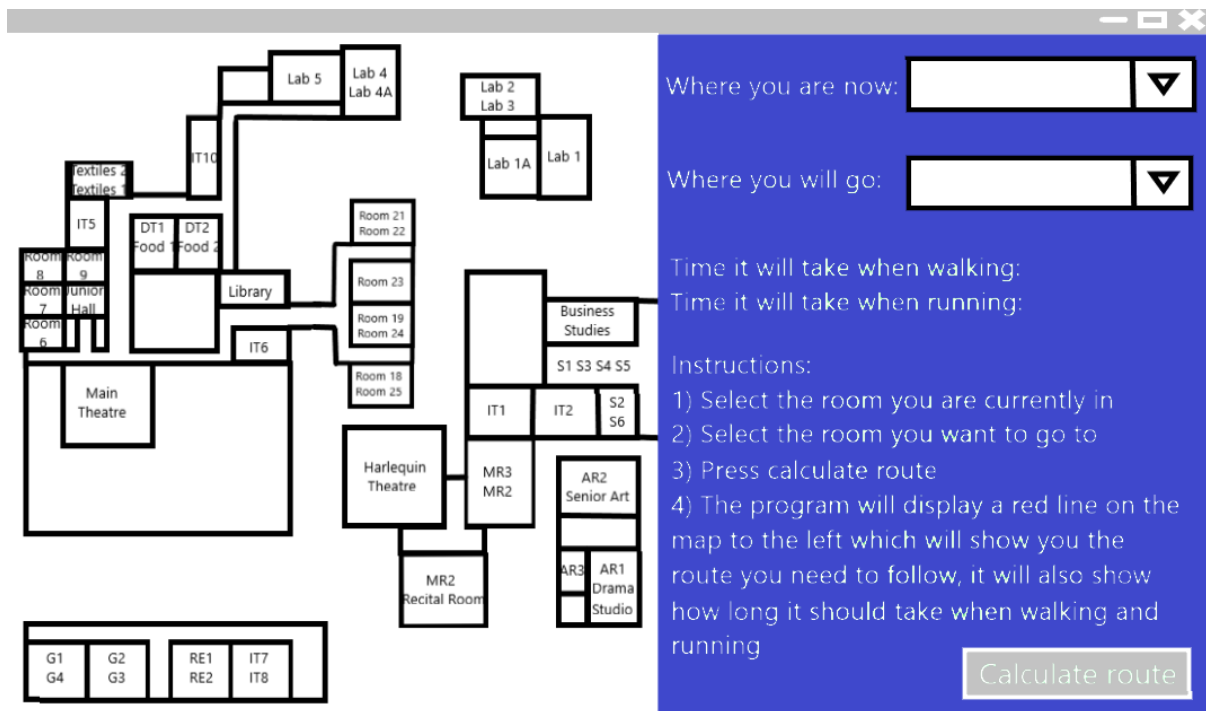 Lab 5
Lab 4
Lab 4A
Lab 2
Lab 3
IT10
Lab 1A
Lab 1
Textiles 2
Textiles 1
IT5
DT1
Food 1
DT2
Food 2
Room 21
Room 22
Room 8
Room 9
Room 7
Junior Hall
Room 6
Library
Room 23
Room 19
Room 24
IT6
Room 18
Room 25
Main
Theatre
Business
Studies
S1 S3 S4 S5
IT1
IT2
S2
S6
Harlequin
Theatre
MR3
MR2
AR2
Senior Art
AR3
AR1
Drama
Studio
MR2
Recital Room
G1
G4
G2
G3
RE1
RE2
IT7
IT8
Where you are now:
Where you will go:
Time it will take when walking:
Time it will take when running:
Instructions:
1) Select the room you are currently in
2) Select the room you want to go to
3) Press calculate route
4) The program will display a red line on the
map to the left which will show you the
route you need to follow, it will also show
how long it should take when walking and
running
Calculate route